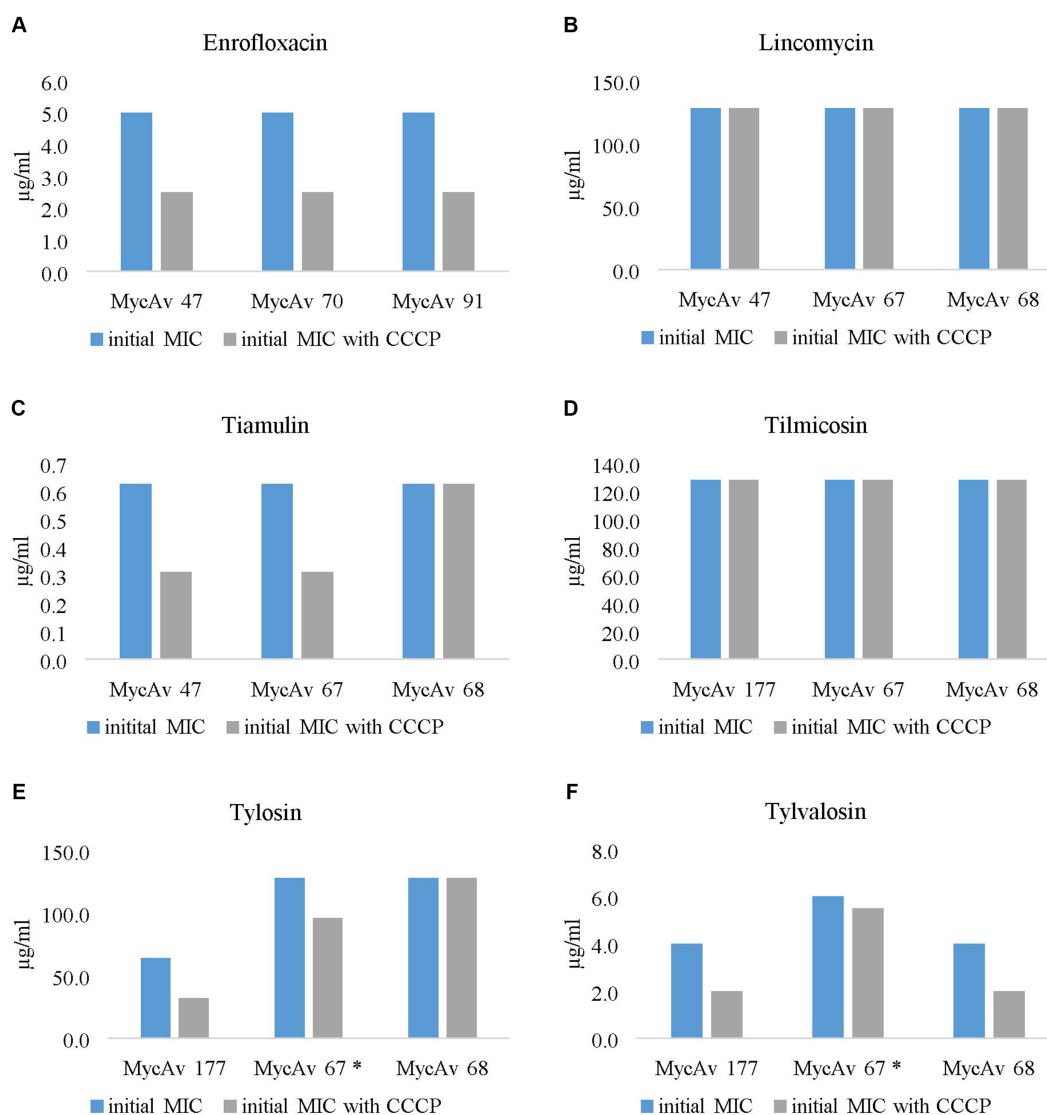 A
Enrofloxacin
6.0
5.0
4.0
3.0
2.0
1.0
0.0
µg/ml
MycAv 47 MycAv 70 MycAv 91
initial MIC initial MIC with CCCP
B
Lincomycin
150.0
100.0
50.0
0.0
µg/ml
MycAv 47 MycAv 67 MycAv 68
initial MIC initial MIC with CCCP
C
Tiamulin
0.7
0.6
0.5
0.4
0.3
0.2
0.1
0.0
µg/ml
MycAv 47 MycAv 67 MycAv 68
initital MIC initial MIC with CCCP
D
Tilmicosin
140.0
120.0
100.0
80.0
60.0
40.0
20.0
0.0
µg/ml
MycAv 177 MycAv 67 MycAv 68
initial MIC initial MIC with CCCP
E
Tylosin
150.0
100.0
50.0
0.0
µg/ml
MycAv 177 MycAv 67 * MycAv 68
initial MIC initial MIC with CCCP
F
Tylvalosin
8.0
6.0
4.0
2.0
0.0
µg/ml
MycAv 177 MycAv 67 * MycAv 68
initial MIC initial MIC with CCCP